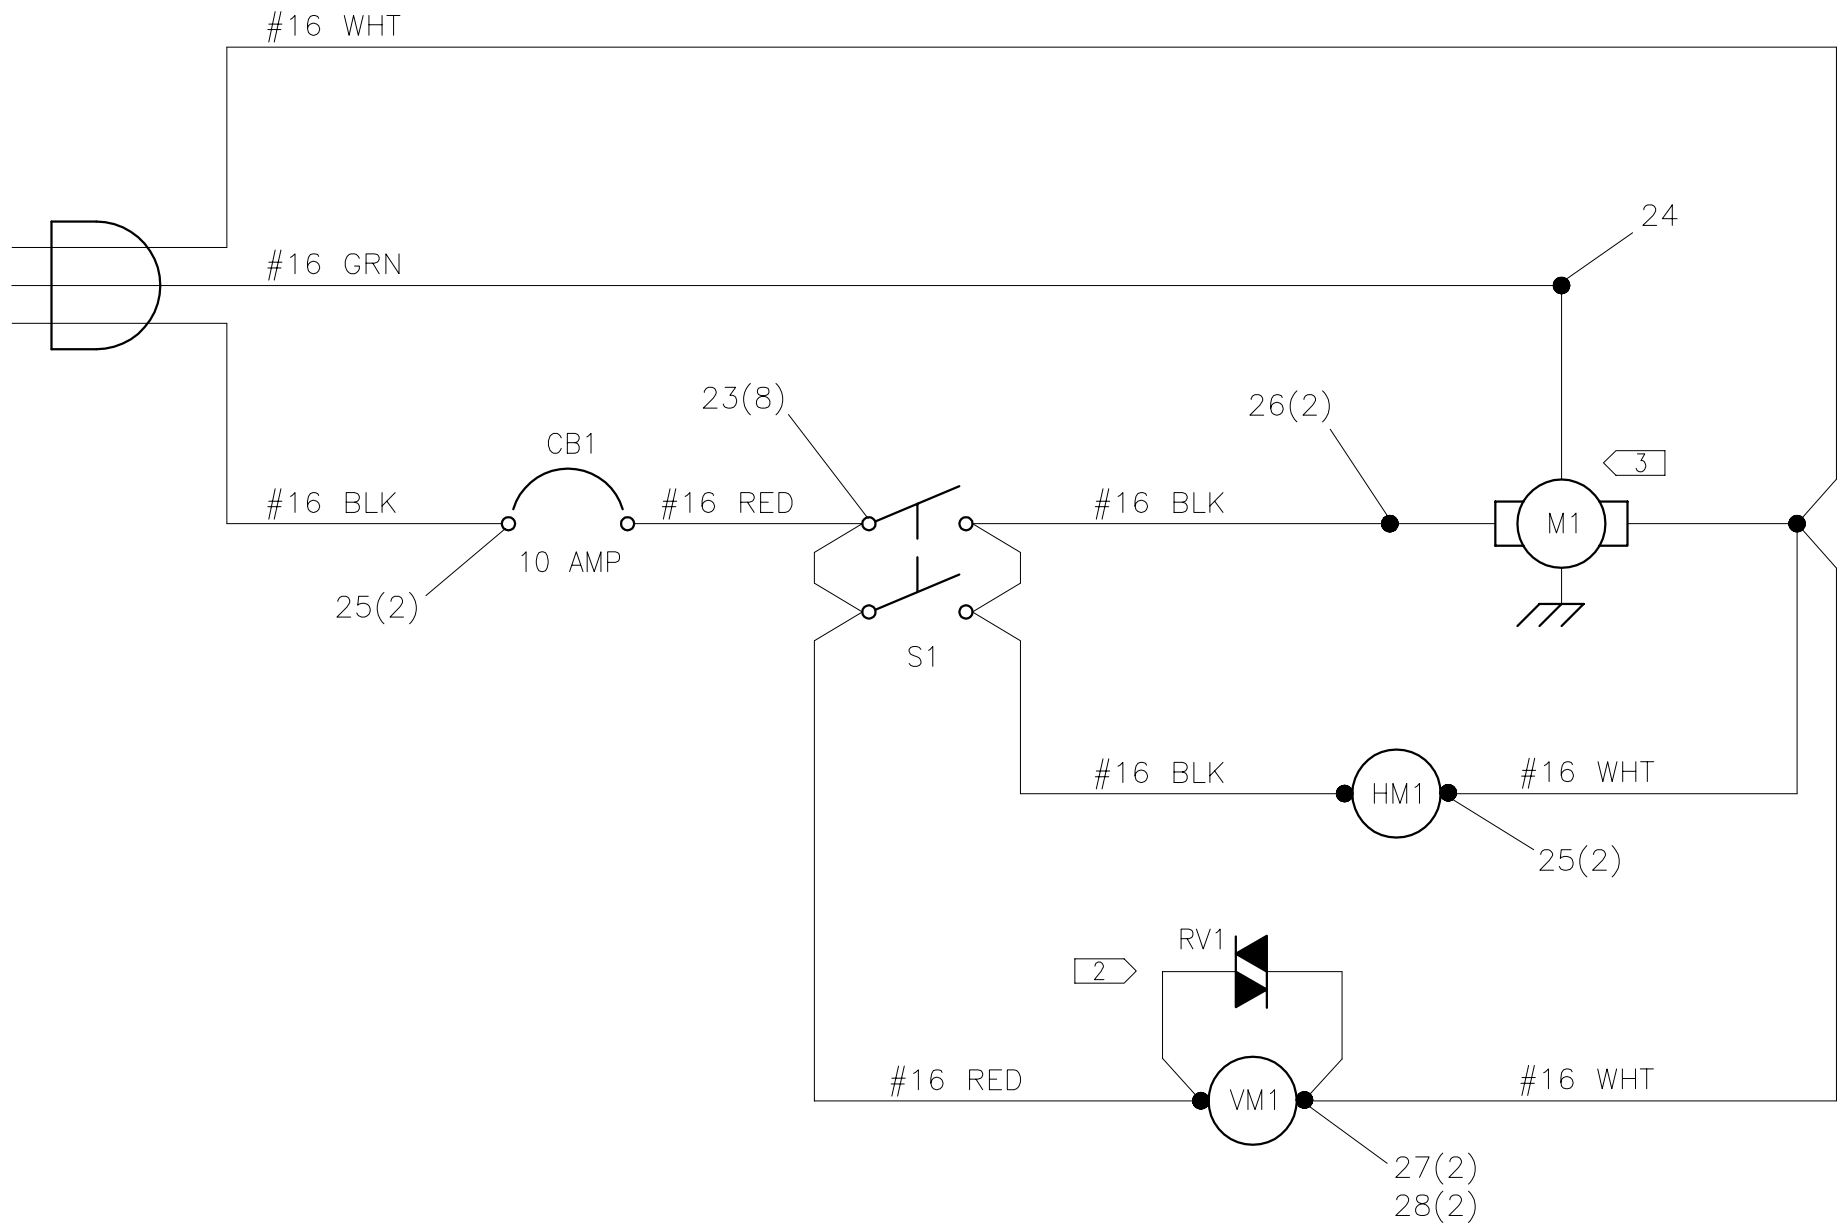 #16 WHT
24
#16 GRN
23(8)
26(2)
CB1
3
#16 BLK
#16 RED
#16 BLK
M1
10 AMP
25(2)
S1
#16 BLK
HM1
#16 WHT
25(2)
RV1
2
#16 RED
VM1
#16 WHT
27(2)
28(2)